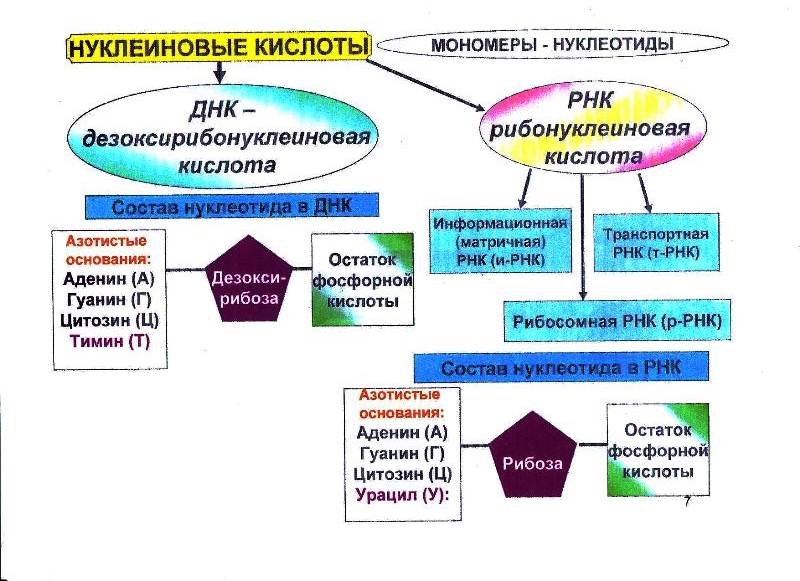 НУКЛЕИНОВЫЕ КИСЛОТЫ
МОНОМЕРЫ - НУКЛЕОТИДЫ
ДНК –
дезоксирибонуклеиновая
кислота
РНК
рибонуклеиновая
кислота
Состав нуклеотида в ДНК
Азотистые
основания:
Аденин (А)
Гуанин (Г)
Цитозин (Ц)
Тимин (Т)
Дезокси-
рибоза
Остаток
фосфорной
кислоты
Информационная
(матричная)
РНК (и-РНК)
Транспортная
РНК (т-РНК)
Рибосомная РНК (р-РНК)
Состав нуклеотида в РНК
Азотистые
основания:
Аденин (А)
Гуанин (Г)
Цитозин (Ц)
Урацил (У):
Рибоза
Остаток
фосфорной
кислоты
7